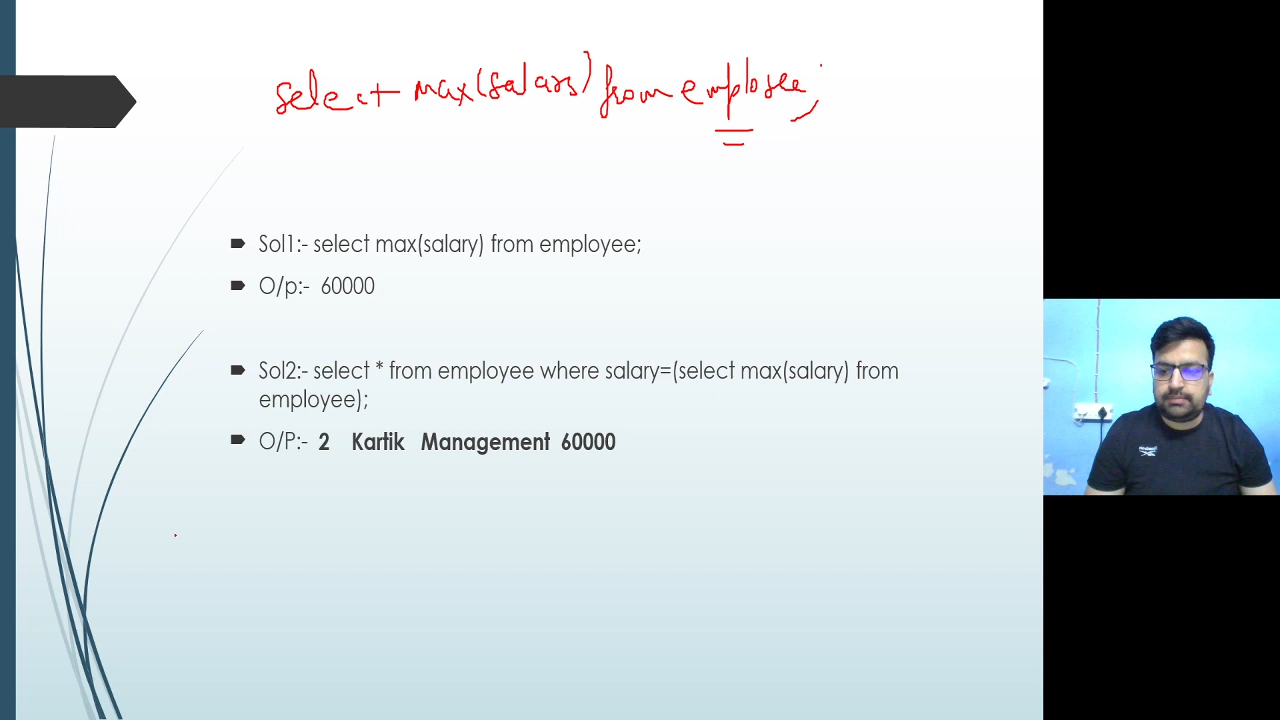 select max(salary) from employee;
Sol1:- select max(salary) from employee;
O/p:- 60000
Sol2:- select * from employee where salary=(select max(salary) from
employee);
O/P:- 2 Kartik Management 60000